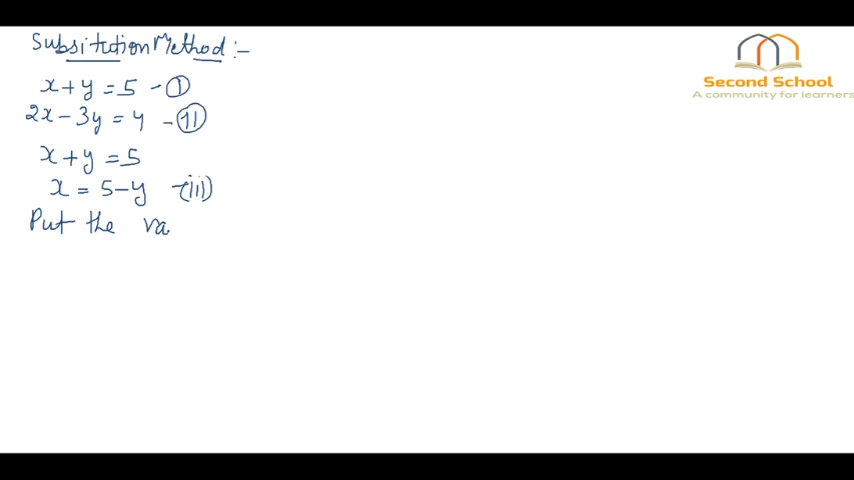 Subsitution Method :-
x + y = 5 - (I)
2x - 3y = 4 - (II)
x + y = 5
x = 5 - y - (iii)
Put the va
Second School
A community for learners